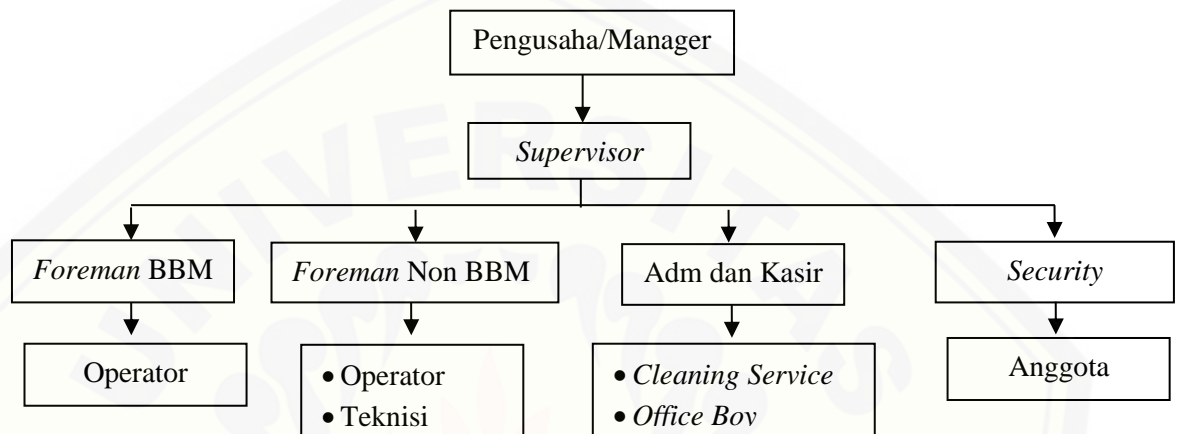 UNIVERSITAS
Pengusaha/Manager
Supervisor
Foreman BBM
Foreman Non BBM
Adm dan Kasir
Security
Operator
• Operator
• Teknisi
• Cleaning Service
• Office Boy
Anggota